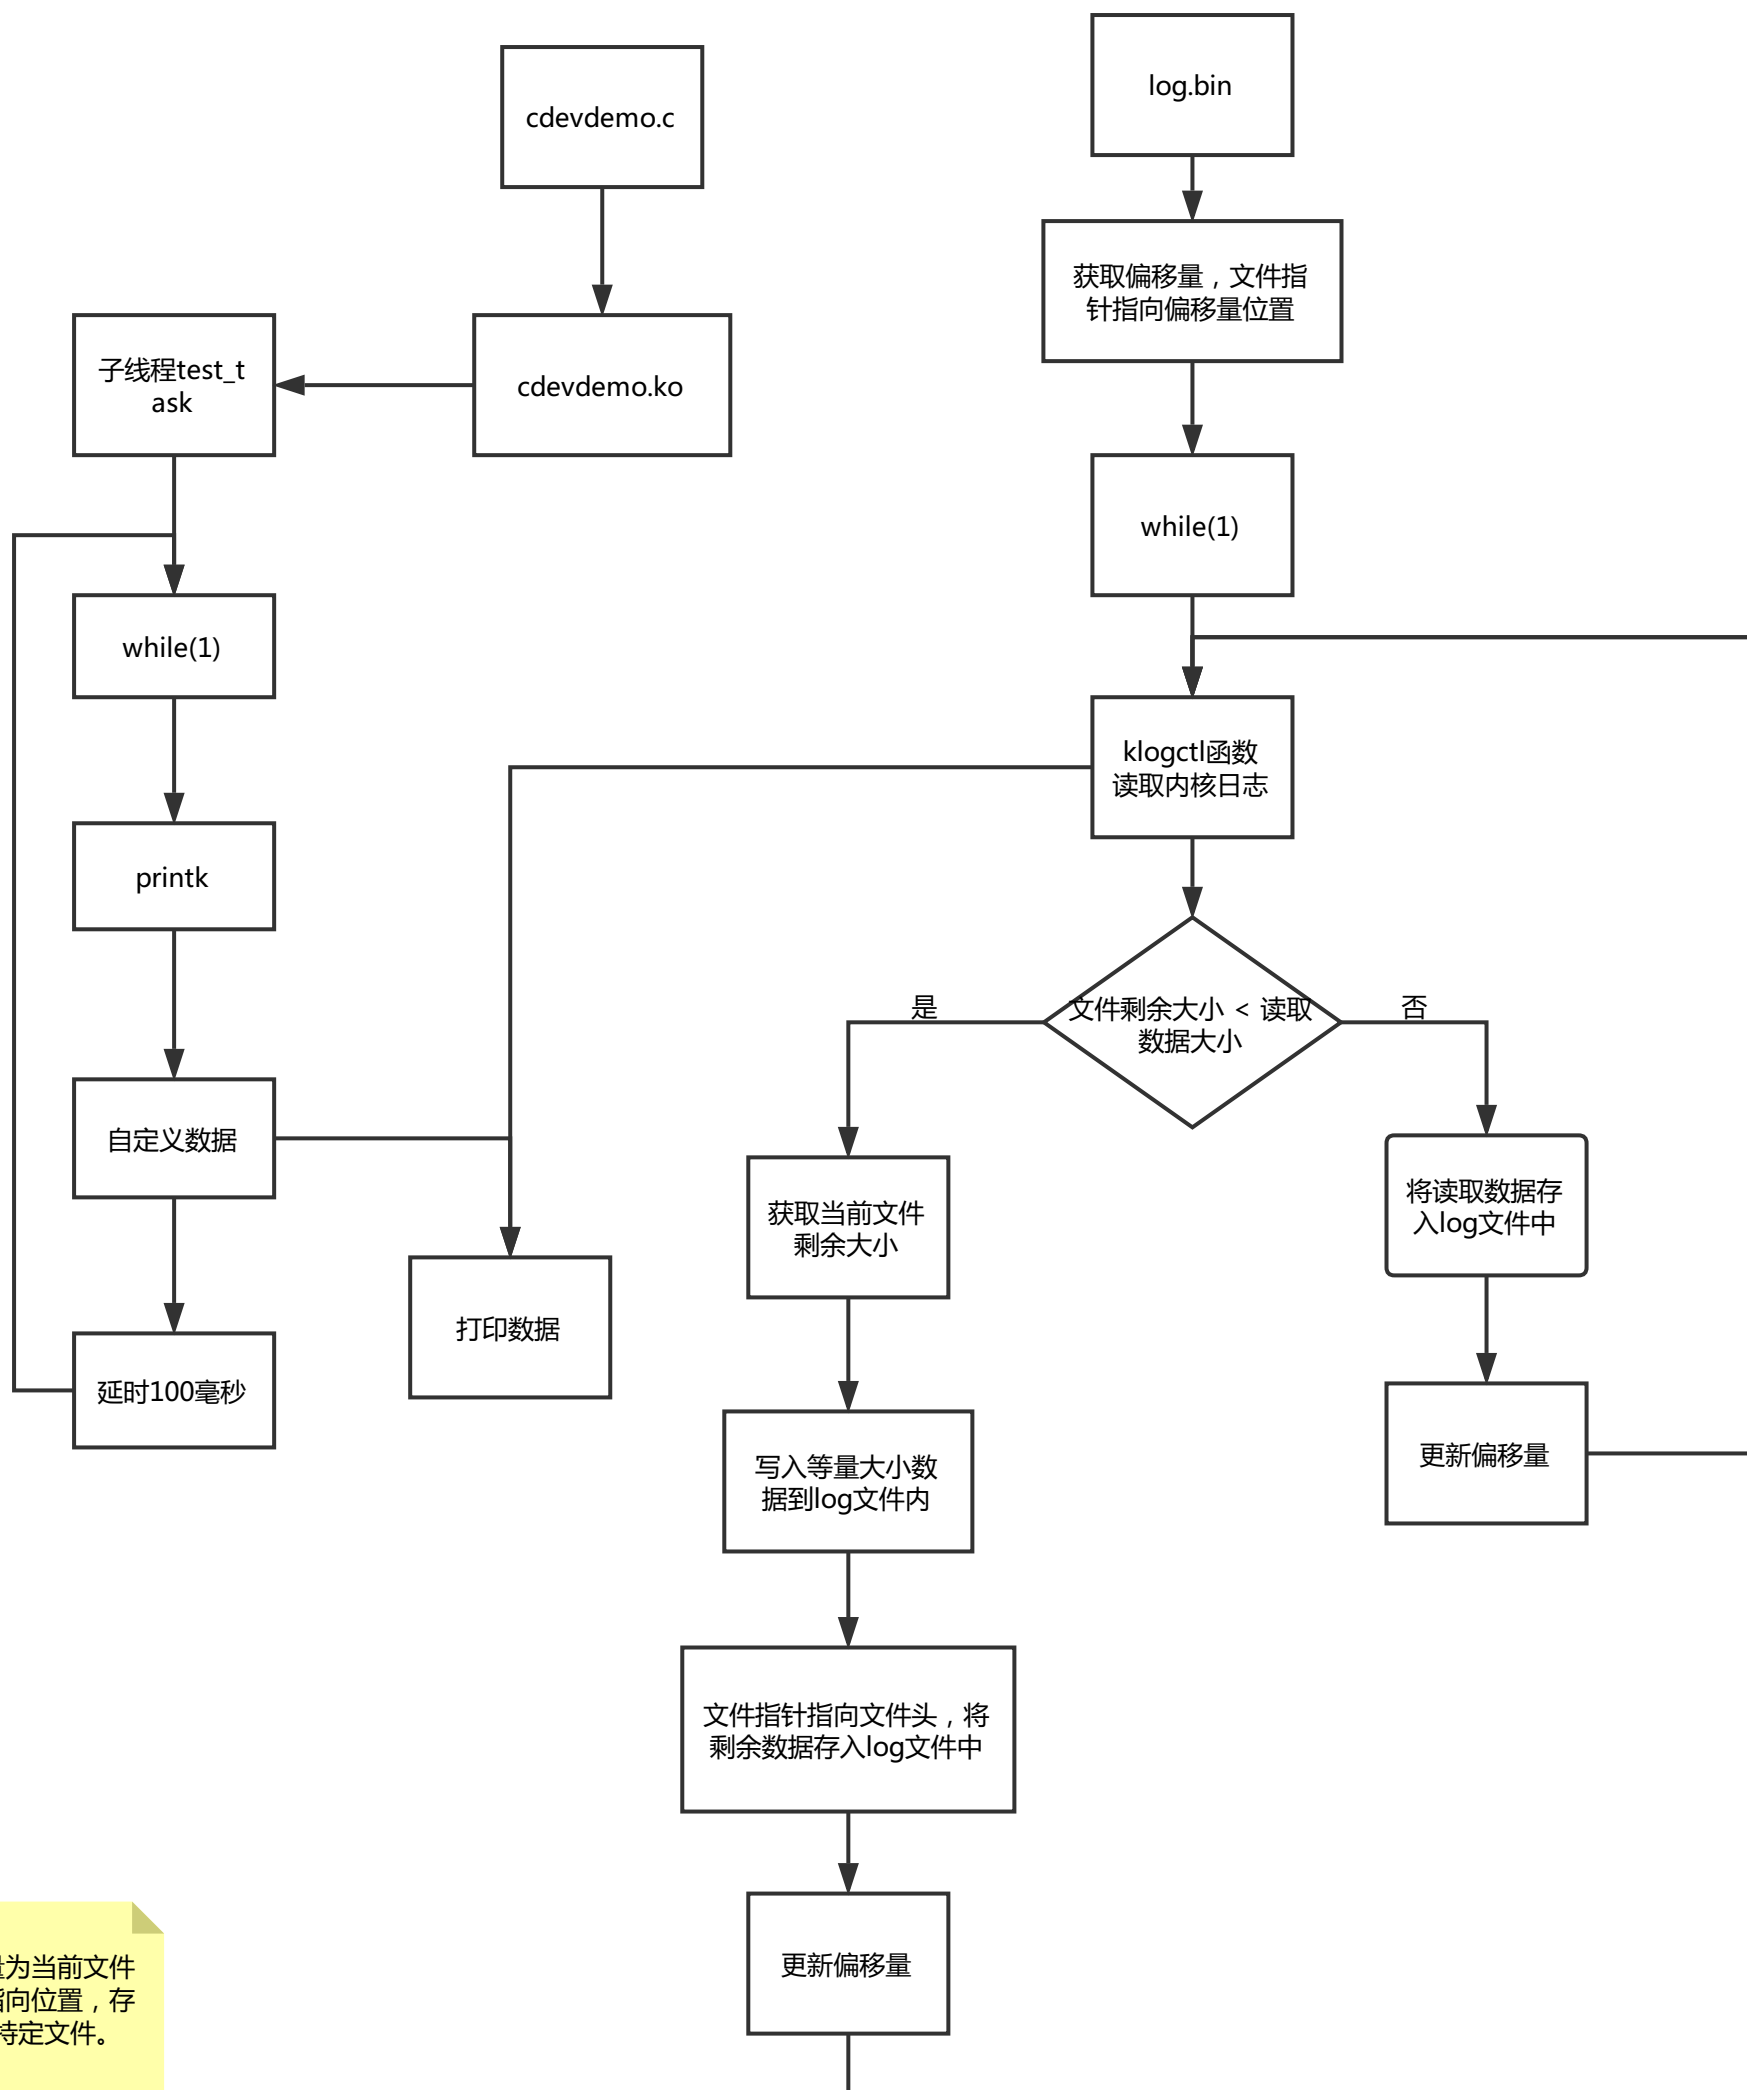 cdevdemo.c
cdevdemo.ko
子线程test_t
ask
while(1)
printk
自定义数据
延时100毫秒
打印数据
log.bin
获取偏移量，文件指
针指向偏移量位置
while(1)
klogctl函数
读取内核日志
文件剩余大小 < 读取
数据大小
是
否
获取当前文件
剩余大小
写入等量大小数
据到log文件内
文件指针指向文件头，将
剩余数据存入log文件中
更新偏移量
将读取数据存
入log文件中
更新偏移量
为当前文件
向位置，存
特定文件。